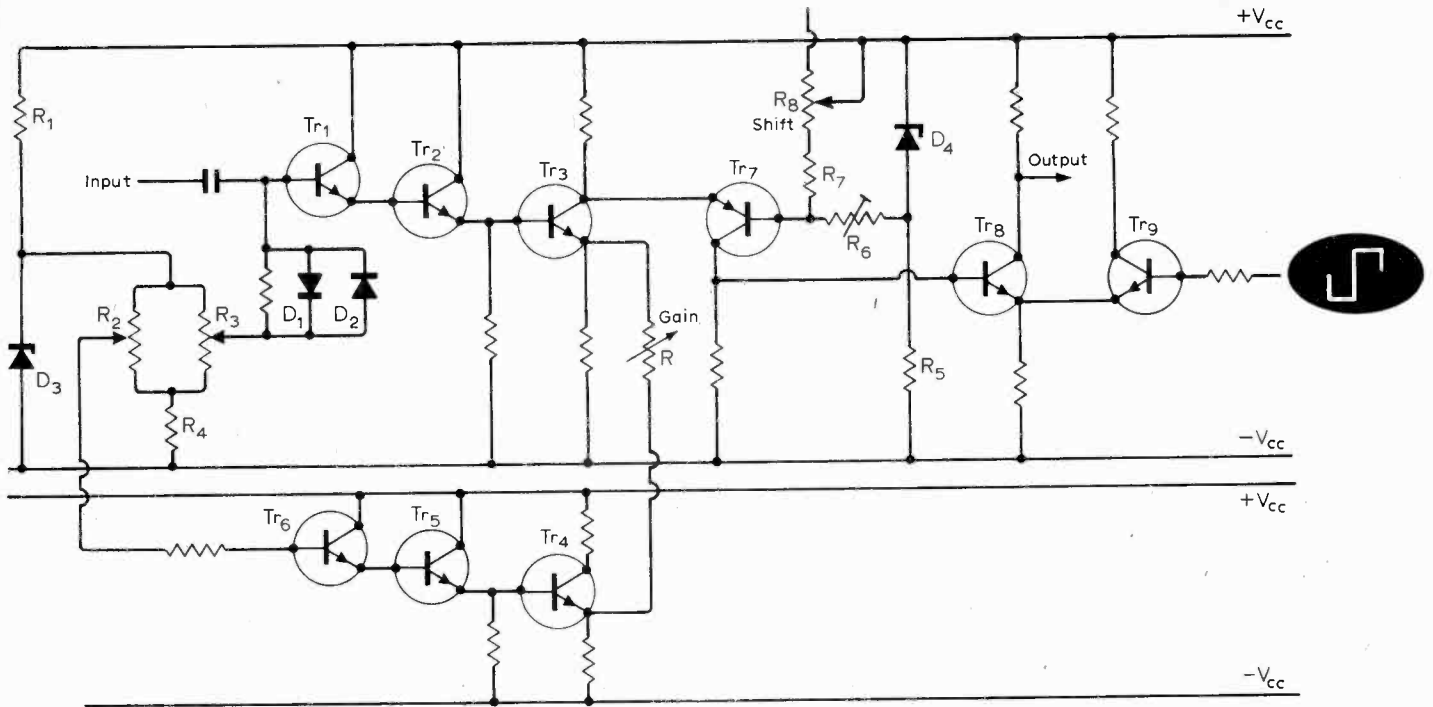 +Vcc
R1
Tr1
Tr2
Tr3
R8
Shift
D4
Input
Tr7
R7
Output
R6
Tr8
Tr9
R2
R3
D1
D2
Gain
R
D3
R4
R5
−Vcc
+Vcc
Tr6
Tr5
Tr4
−Vcc